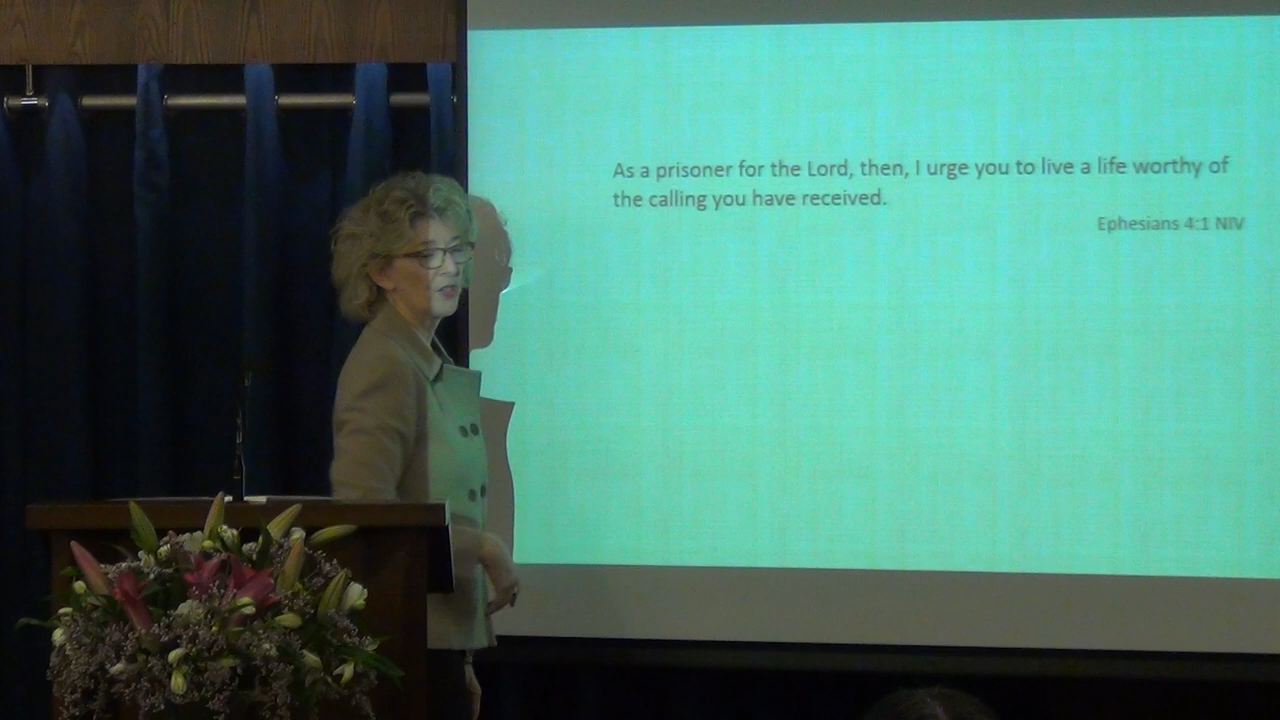 As a prisoner for the Lord, then, I urge you to live a life worthy of
the calling you have received.
Ephesians 4:1 NIV